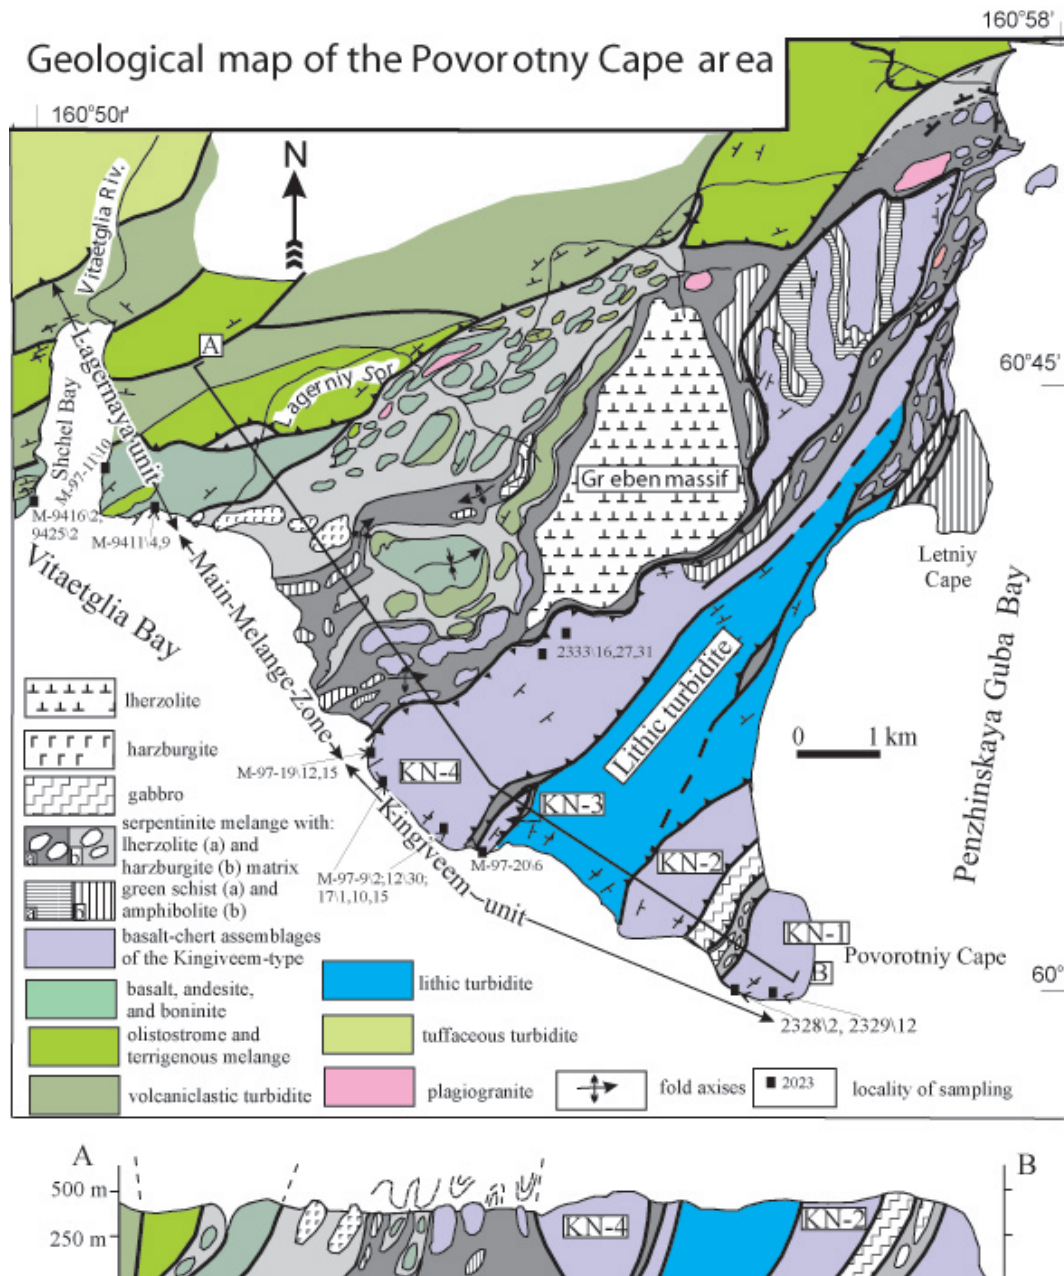 160°58'
Geological map of the Povorotny Cape area
160°50'
N
Vitaetglia Riv.
A
Lagerniy Sor
60°45'
Lagernaya unit
Shchel Bay
M-97-11\10
Greben massif
M-9416\2,
9425\2
M-9411\4,9
Vitaetglia Bay
Main-Melange-Zone
Letniy
Cape
Penzhinskaya Guba Bay
2333\16,27,31
Lithic turbidite
0 1 km
M-97-19\12,15
KN-4
KN-3
Kingiveem unit
M-97-20\6
M-97-9\2;12\30;
17\1,10,15
KN-2
KN-1
Povorotniy Cape
B
60°
2328\2, 2329\12
lherzolite
harzburgite
gabbro
serpentinite melange with:
lherzolite (a) and
harzburgite (b) matrix
a b
green schist (a) and
amphibolite (b)
a b
basalt-chert assemblages
of the Kingiveem-type
basalt, andesite,
and boninite
olistostrome and
terrigenous melange
volcaniclastic turbidite
lithic turbidite
tuffaceous turbidite
plagiogranite
fold axises
2023
locality of sampling
A
B
500 m
250 m
KN-4
KN-2